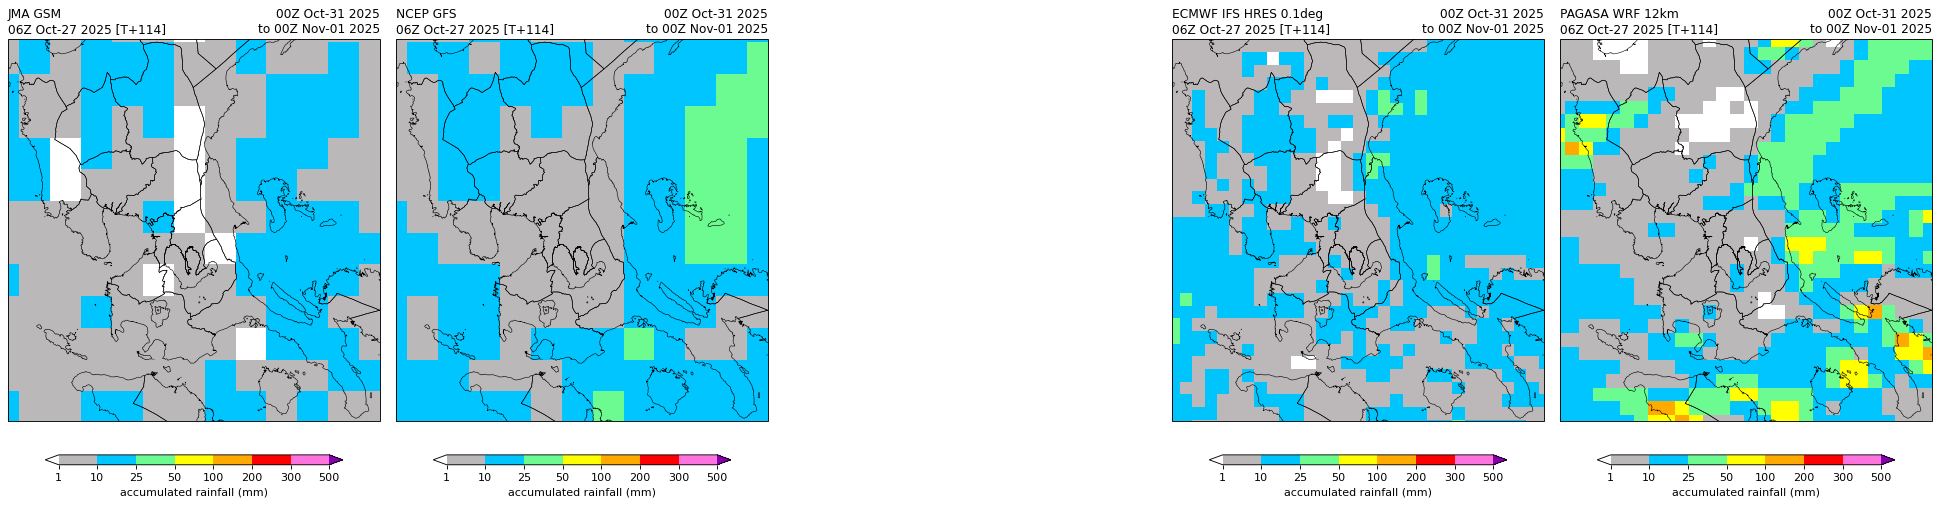 JMA GSM 00Z Oct-31 2025
06Z Oct-27 2025 [T+114] to 00Z Nov-01 2025
1 10 25 50 100 200 300 500
accumulated rainfall (mm)
NCEP GFS 00Z Oct-31 2025
06Z Oct-27 2025 [T+114] to 00Z Nov-01 2025
1 10 25 50 100 200 300 500
accumulated rainfall (mm)
ECMWF IFS HRES 0.1deg 00Z Oct-31 2025
06Z Oct-27 2025 [T+114] to 00Z Nov-01 2025
1 10 25 50 100 200 300 500
accumulated rainfall (mm)
PAGASA WRF 12km 00Z Oct-31 2025
06Z Oct-27 2025 [T+114] to 00Z Nov-01 2025
1 10 25 50 100 200 300 500
accumulated rainfall (mm)